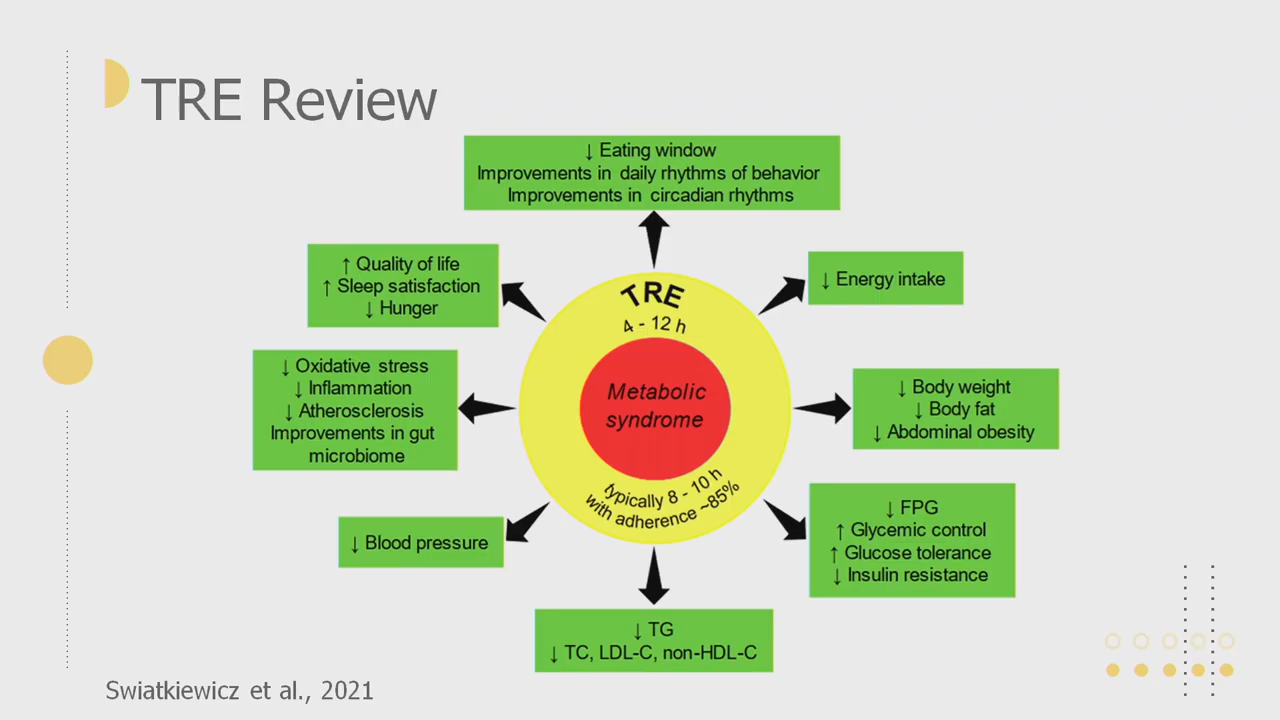 TRE Review
↓ Eating window
Improvements in daily rhythms of behavior
Improvements in circadian rhythms
↑ Quality of life
↑ Sleep satisfaction
↓ Hunger
↓ Energy intake
TRE
4 - 12 h
Metabolic
syndrome
typically 8 - 10 h
with adherence ~85%
↓ Oxidative stress
↓ Inflammation
↓ Atherosclerosis
Improvements in gut
microbiome
↓ Body weight
↓ Body fat
↓ Abdominal obesity
↓ Blood pressure
↓ FPG
↑ Glycemic control
↑ Glucose tolerance
↓ Insulin resistance
↓ TG
↓ TC, LDL-C, non-HDL-C
Swiatkiewicz et al., 2021